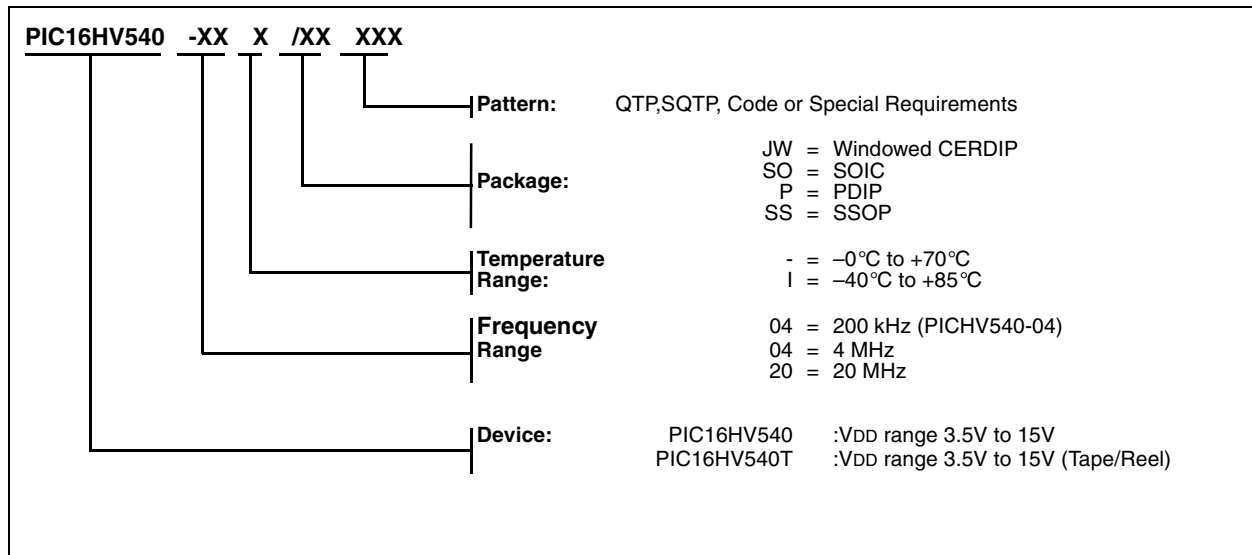 PIC16HV540 -XX X /XX XXX
Pattern: QTP,SQTP, Code or Special Requirements
Package: JW = Windowed CERDIP
SO = SOIC
P = PDIP
SS = SSOP
Temperature Range: - = –0°C to +70°C
I = –40°C to +85°C
Frequency Range 04 = 200 kHz (PICHV540-04)
04 = 4 MHz
20 = 20 MHz
Device: PIC16HV540 :VDD range 3.5V to 15V
PIC16HV540T :VDD range 3.5V to 15V (Tape/Reel)